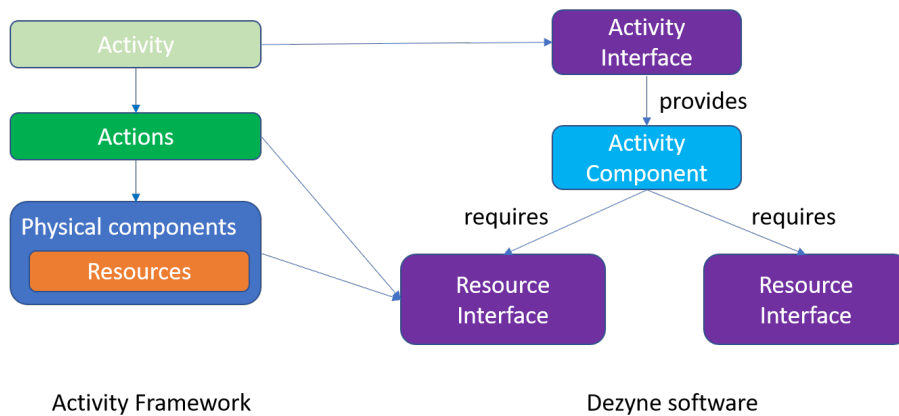 Activity
Activity
Interface
provides
Actions
Activity
Component
Physical components
Resources
requires
requires
Resource
Interface
Resource
Interface
Activity Framework
Dezyne software